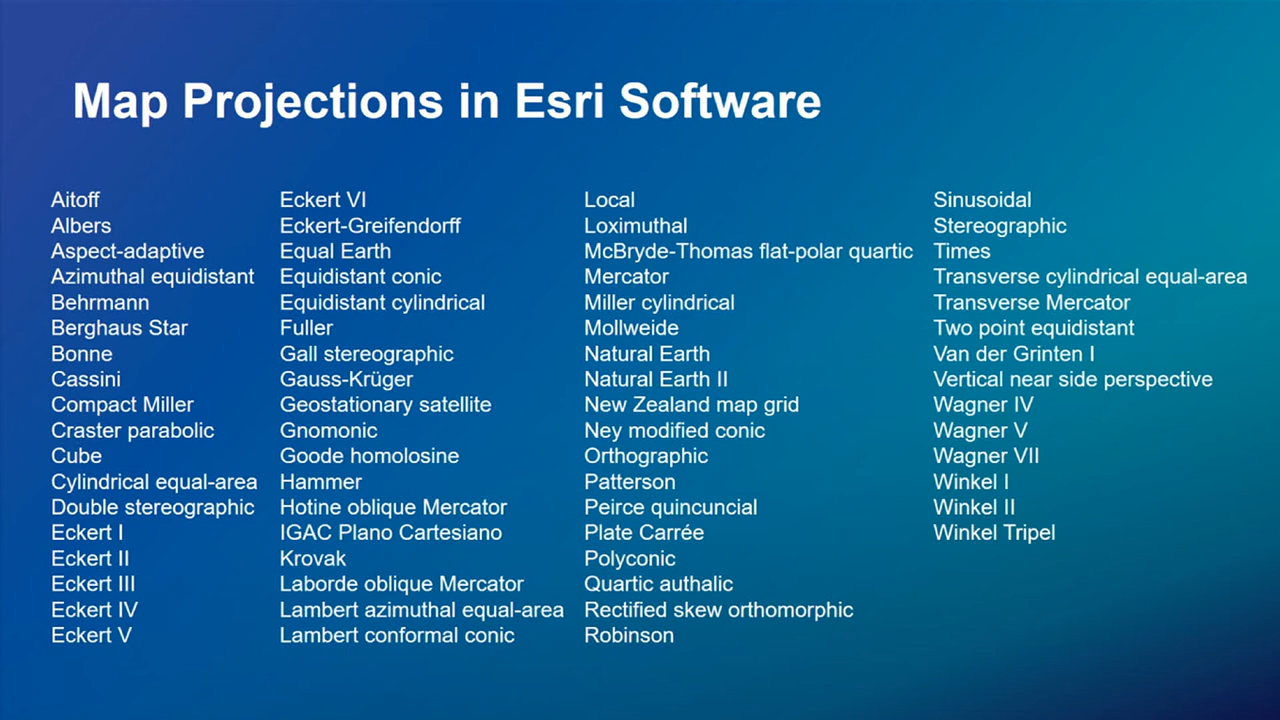 Map Projections in Esri Software
Aitoff
Albers
Aspect-adaptive
Azimuthal equidistant
Behrmann
Berghaus Star
Bonne
Cassini
Compact Miller
Craster parabolic
Cube
Cylindrical equal-area
Double stereographic
Eckert I
Eckert II
Eckert III
Eckert IV
Eckert V
Eckert VI
Eckert-Greifendorff
Equal Earth
Equidistant conic
Equidistant cylindrical
Fuller
Gall stereographic
Gauss-Krüger
Geostationary satellite
Gnomonic
Goode homolosine
Hammer
Hotine oblique Mercator
IGAC Plano Cartesiano
Krovak
Laborde oblique Mercator
Lambert azimuthal equal-area
Lambert conformal conic
Local
Loximuthal
McBryde-Thomas flat-polar quartic
Mercator
Miller cylindrical
Mollweide
Natural Earth
Natural Earth II
New Zealand map grid
Ney modified conic
Orthographic
Patterson
Peirce quincuncial
Plate Carrée
Polyconic
Quartic authalic
Rectified skew orthomorphic
Robinson
Sinusoidal
Stereographic
Times
Transverse cylindrical equal-area
Transverse Mercator
Two point equidistant
Van der Grinten I
Vertical near side perspective
Wagner IV
Wagner V
Wagner VII
Winkel I
Winkel II
Winkel Tripel